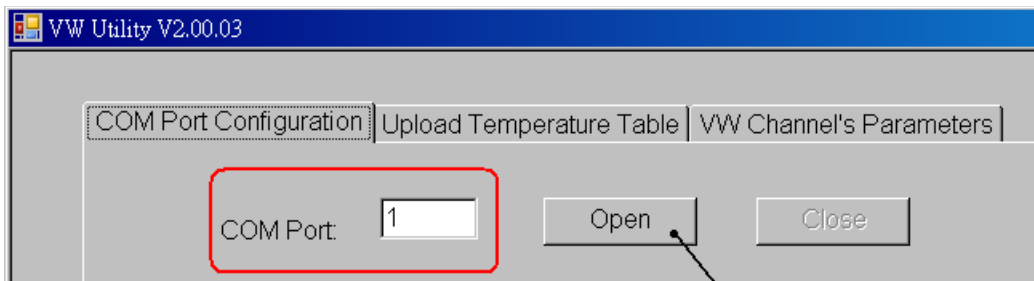 VW Utility V2.00.03
COM Port Configuration Upload Temperature Table VW Channel's Parameters
COM Port: 1 Open Close